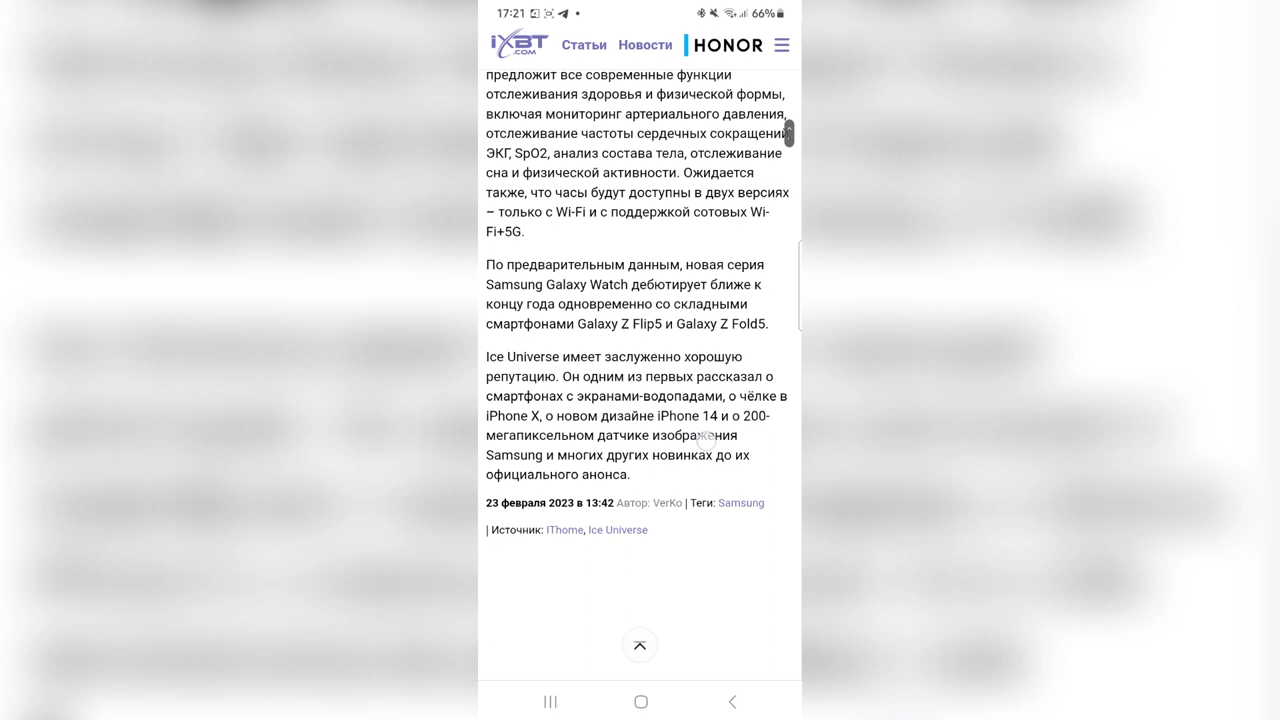 17:21
66%
iXBT
.COM
Статьи Новости HONOR
предложит все современные функции
отслеживания здоровья и физической формы,
включая мониторинг артериального давления,
отслеживание частоты сердечных сокращений
ЭКГ, SpO2, анализ состава тела, отслеживание
сна и физической активности. Ожидается
также, что часы будут доступны в двух версиях
– только с Wi-Fi и с поддержкой сотовых Wi-
Fi+5G.
По предварительным данным, новая серия
Samsung Galaxy Watch дебютирует ближе к
концу года одновременно со складными
смартфонами Galaxy Z Flip5 и Galaxy Z Fold5.
Ice Universe имеет заслуженно хорошую
репутацию. Он одним из первых рассказал о
смартфонах с экранами-водопадами, о чёлке в
iPhone X, о новом дизайне iPhone 14 и о 200-
мегапиксельном датчике изображения
Samsung и многих других новинках до их
официального анонса.
23 февраля 2023 в 13:42 Автор: VerKo | Теги: Samsung
| Источник: IThome, Ice Universe